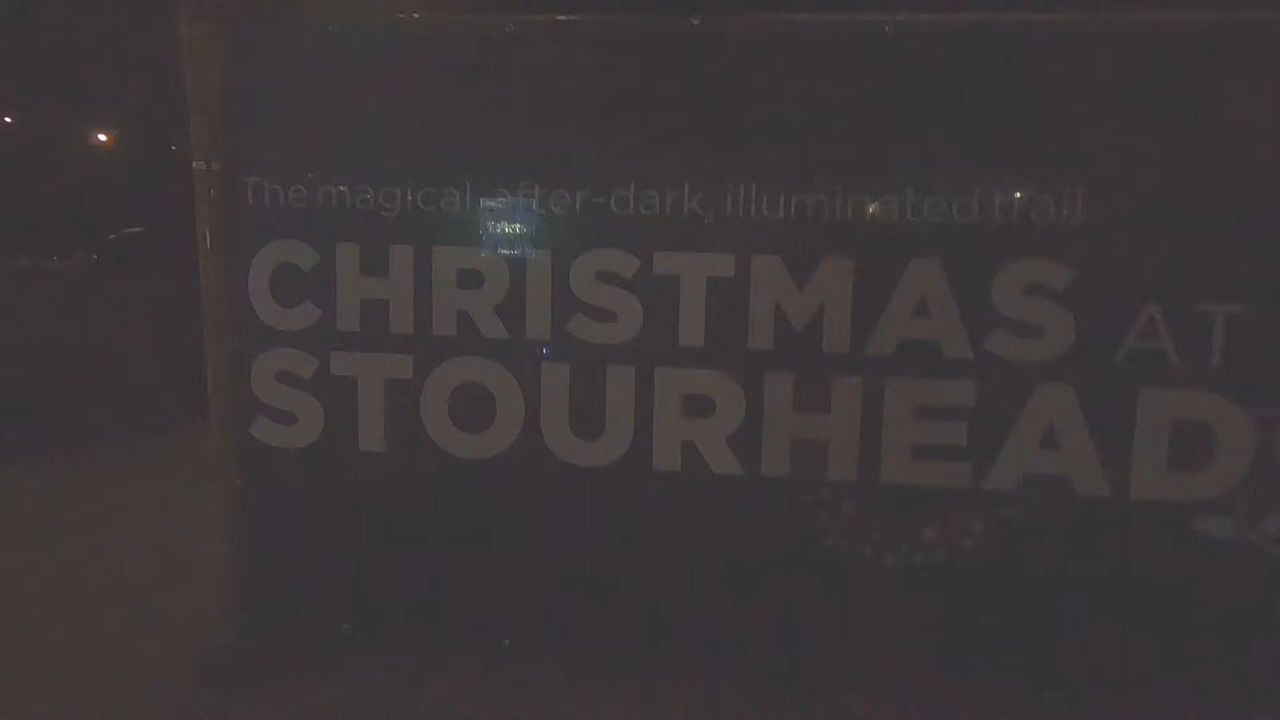 The magical after-dark, illuminated trail
CHRISTMAS AT
STOURHEAD